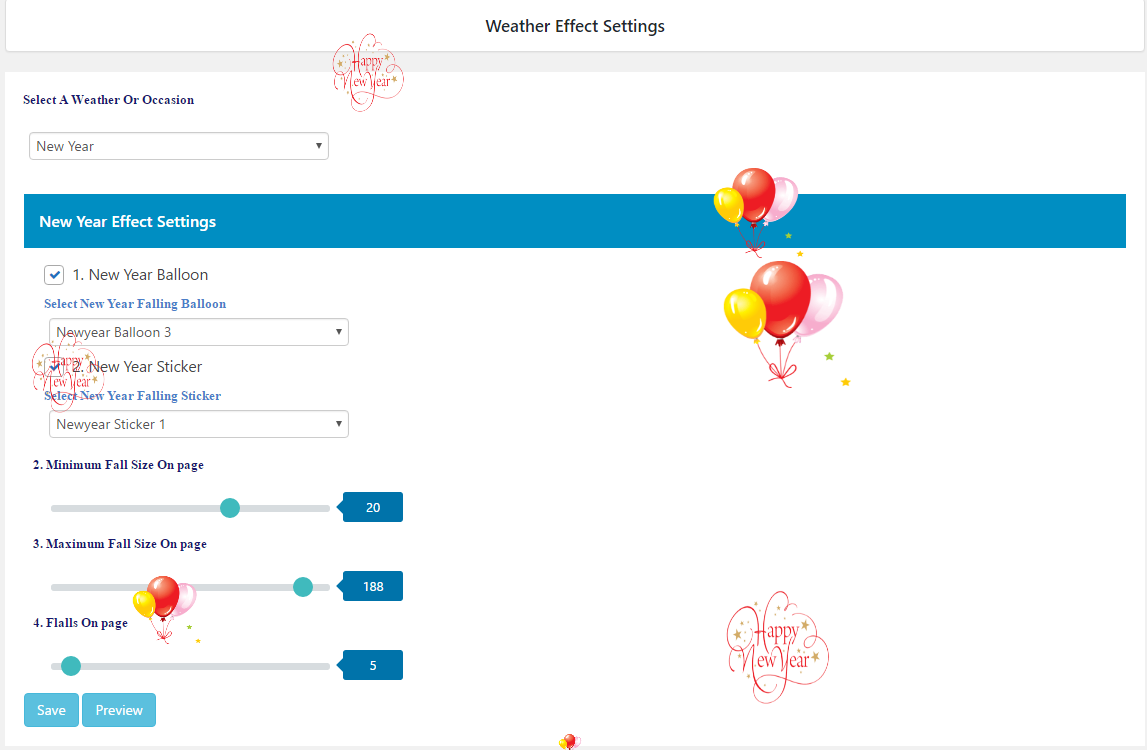 Weather Effect Settings
Happy
New Year
Select A Weather Or Occasion
New Year
New Year Effect Settings
1. New Year Balloon
Select New Year Falling Balloon
Newyear Balloon 3
Happy
New Year
2. New Year Sticker
Select New Year Falling Sticker
Newyear Sticker 1
2. Minimum Fall Size On page
20
3. Maximum Fall Size On page
188
4. Flalls On page
Happy
New Year
5
Save
Preview